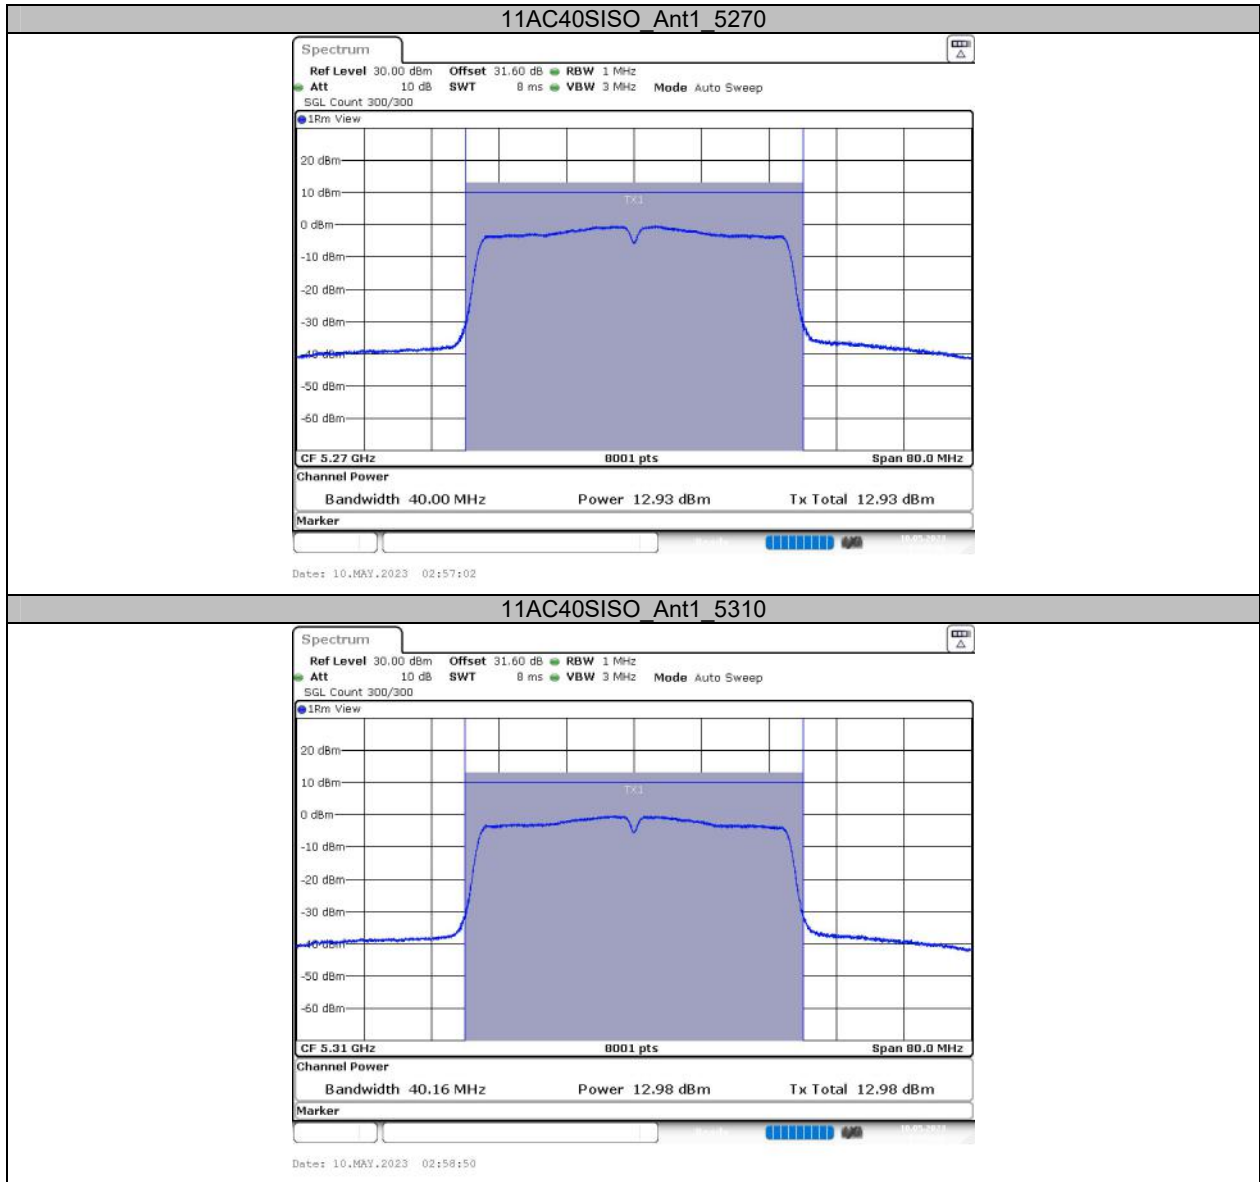 11AC40SISO_Ant1_5270
Spectrum
Ref Level 30.00 dBm Offset 31.60 dB RBW 1 MHz
Att 10 dB SWT 8 ms VBW 3 MHz Mode Auto Sweep
SGL Count 300/300
1Rm View
20 dBm
10 dBm
TX1
0 dBm
-10 dBm
-20 dBm
-30 dBm
-40 dBm
-50 dBm
-60 dBm
CF 5.27 GHz 8001 pts Span 80.0 MHz
Channel Power
Bandwidth 40.00 MHz Power 12.93 dBm Tx Total 12.93 dBm
Marker
Date: 10.MAY.2023 02:57:02
11AC40SISO_Ant1_5310
Spectrum
Ref Level 30.00 dBm Offset 31.60 dB RBW 1 MHz
Att 10 dB SWT 8 ms VBW 3 MHz Mode Auto Sweep
SGL Count 300/300
1Rm View
20 dBm
10 dBm
TX1
0 dBm
-10 dBm
-20 dBm
-30 dBm
-40 dBm
-50 dBm
-60 dBm
CF 5.31 GHz 8001 pts Span 80.0 MHz
Channel Power
Bandwidth 40.16 MHz Power 12.98 dBm Tx Total 12.98 dBm
Marker
Date: 10.MAY.2023 02:58:50